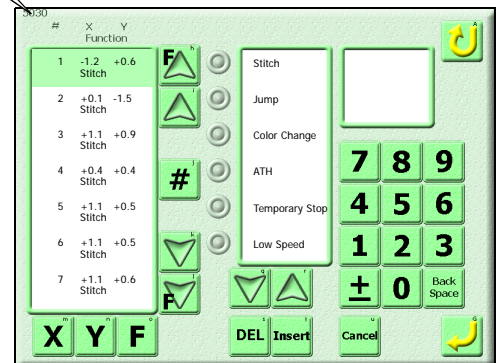 5030
# X Y
Function
1 -1.2 +0.6
Stitch
2 +0.1 -1.5
Stitch
3 +1.1 +0.9
Stitch
4 +0.4 +0.4
Stitch
5 +1.1 +0.5
Stitch
6 +1.1 +0.5
Stitch
7 +1.1 +0.6
Stitch
F h
i
# j
k
F l
Stitch
Jump
Color Change
ATH
Temporary Stop
Low Speed
A
7 8 9
4 5 6
1 2 3
± 0 Back Space
q r
X m Y n F o
DEL s Insert t Cancel u
G